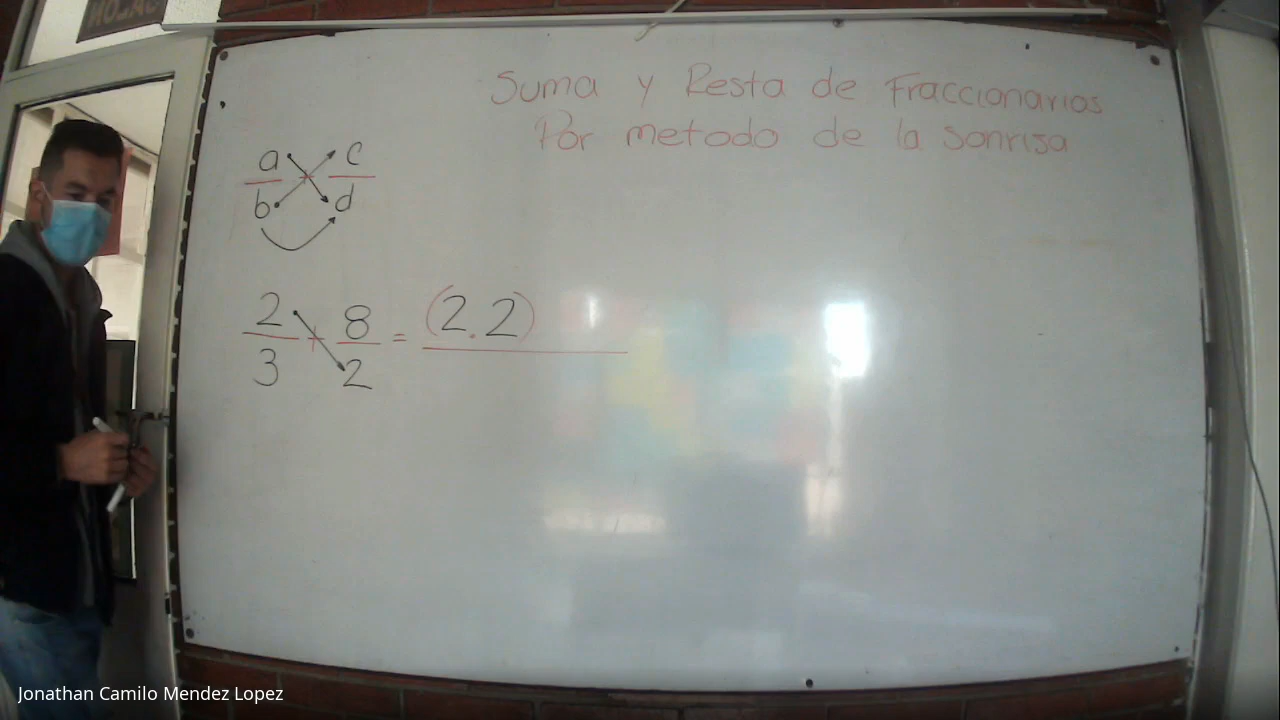 Suma y Resta de Fraccionarios
Por metodo de la Sonrisa
a c
b d
2 + 8 = (2.2)
3 2
Jonathan Camilo Mendez Lopez